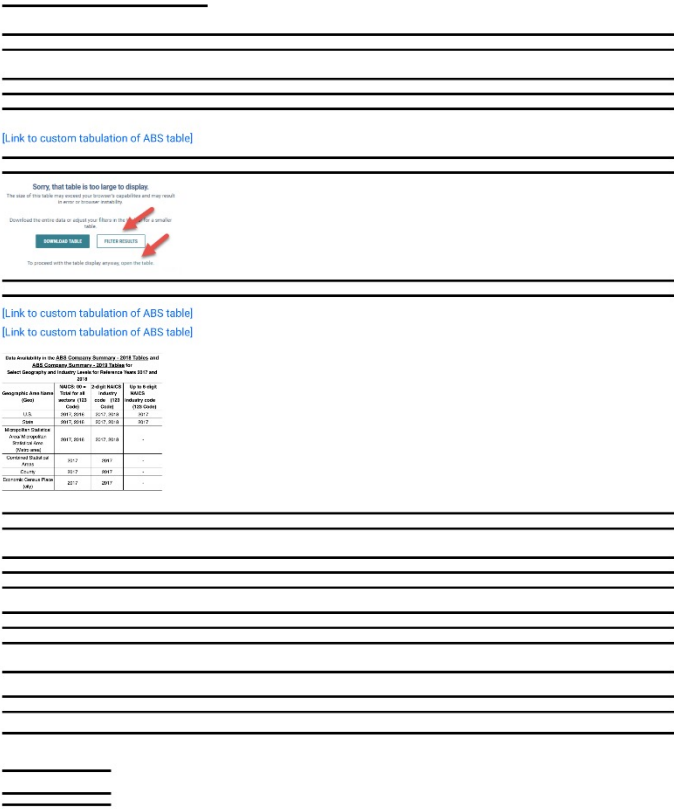 [Link to custom tabulation of ABS table]
Sorry, that table is too large to display.
The size of this table may exceed your browser's capabilities and may result
in error or browser instability.
Download the entire data or adjust your filters in the for a smaller
table.
DOWNLOAD TABLE FILTER RESULTS
To proceed with the table display anyway, open this table.
[Link to custom tabulation of ABS table]
[Link to custom tabulation of ABS table]
Data Availability in the ABS Company Summary - 2018 Tables and
ABS Company Summary - 2019 Tables for
Select Geography and Industry Levels for Reference Years 2017 and
2018
Geographic Area Name (Geo) NAICS: 00 = Total for all sectors (123 Code) 2-digit NAICS industry code (123 Code) Up to 6-digit NAICS industry code (123 Code)
U.S. 2017, 2018 2017, 2018 2017
State 2017, 2018 2017, 2018 2017
Micropolitan Statistical Area/Metropolitan Statistical Area (Metro area) 2017, 2018 2017, 2018 -
Combined Statistical Areas 2017 2017 -
County 2017 2017 -
Economic Census Place (city) 2017 2017 -